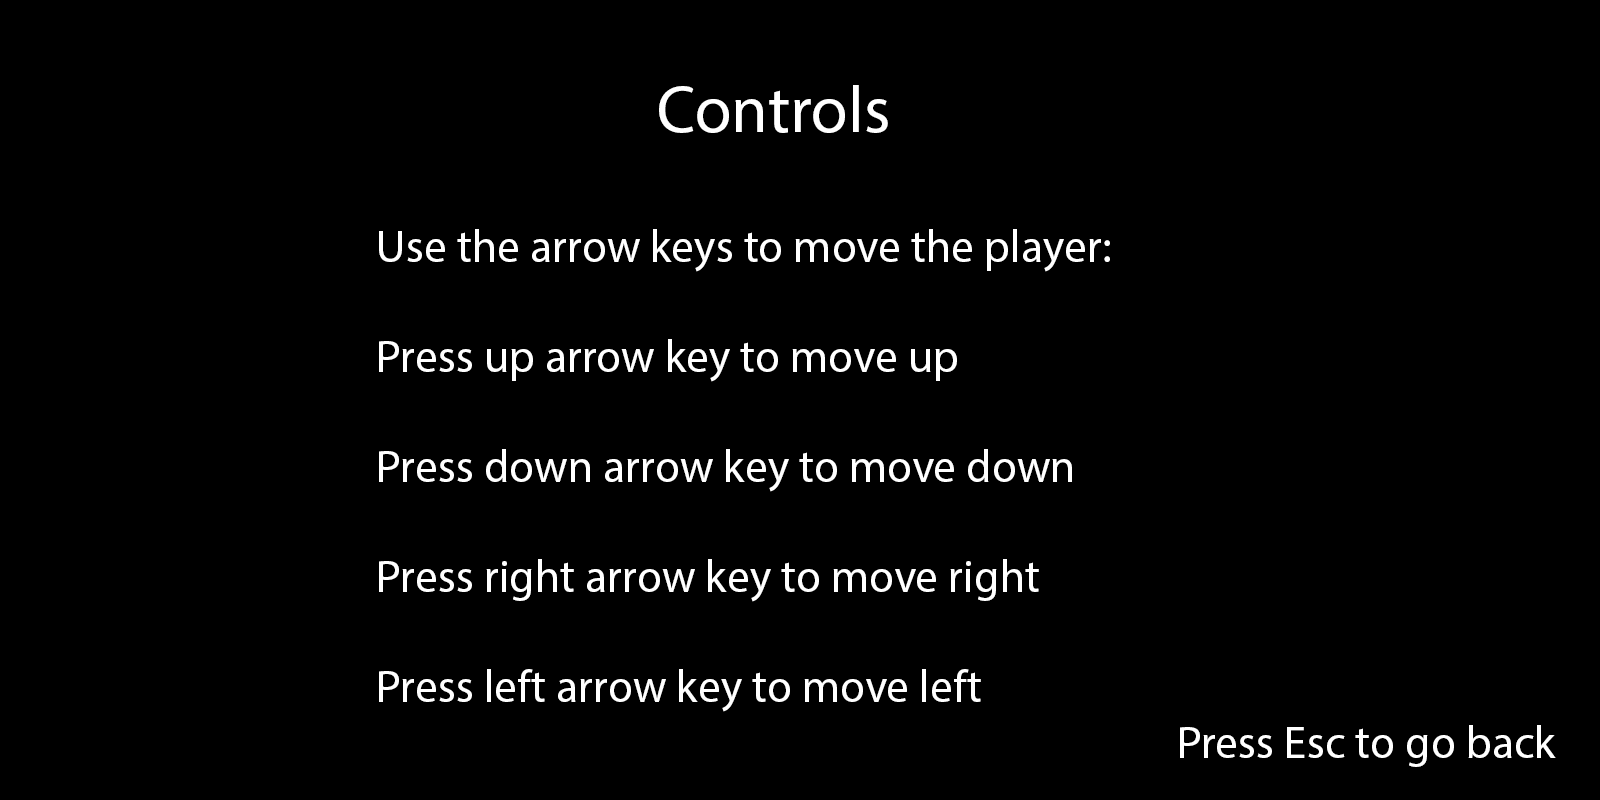 Controls
Use the arrow keys to move the player:
Press up arrow key to move up
Press down arrow key to move down
Press right arrow key to move right
Press left arrow key to move left
Press Esc to go back